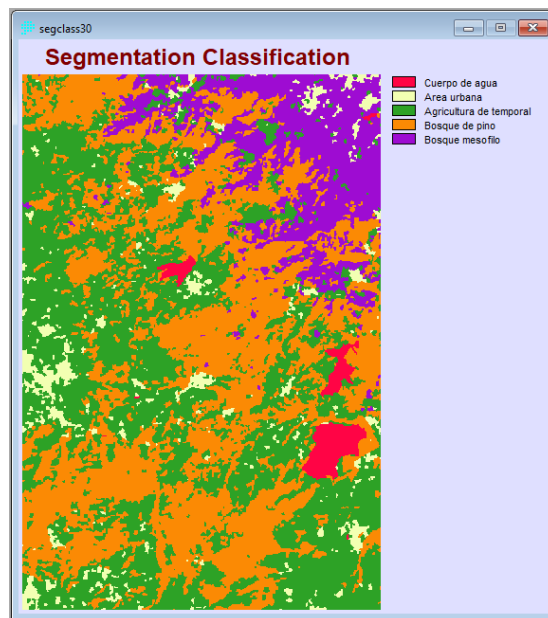 segclass30
Segmentation Classification
Cuerpo de agua
Area urbana
Agricultura de temporal
Bosque de pino
Bosque mesofilo